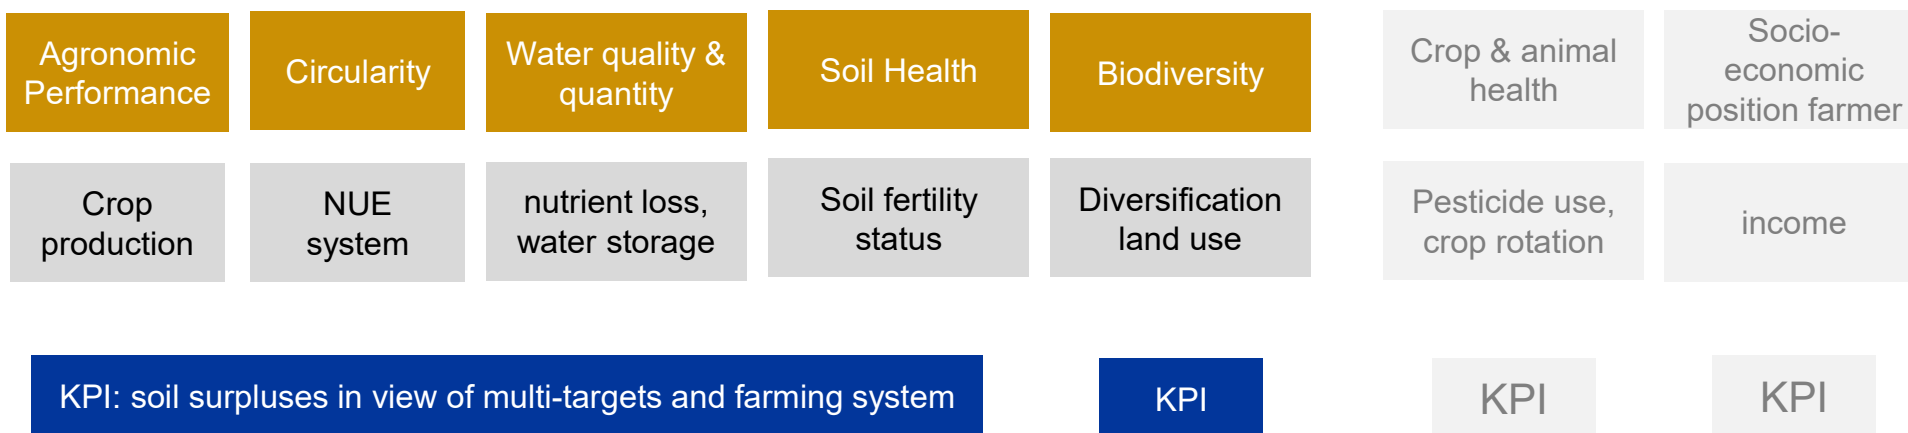 Agronomic
Performance
Circularity
Water quality &
quantity
Soil Health
Biodiversity
Crop & animal
health
Socio-
economic
position farmer
Crop
production
NUE
system
nutrient loss,
water storage
Soil fertility
status
Diversification
land use
Pesticide use,
crop rotation
income
KPI: soil surpluses in view of multi-targets and farming system
KPI
KPI
KPI